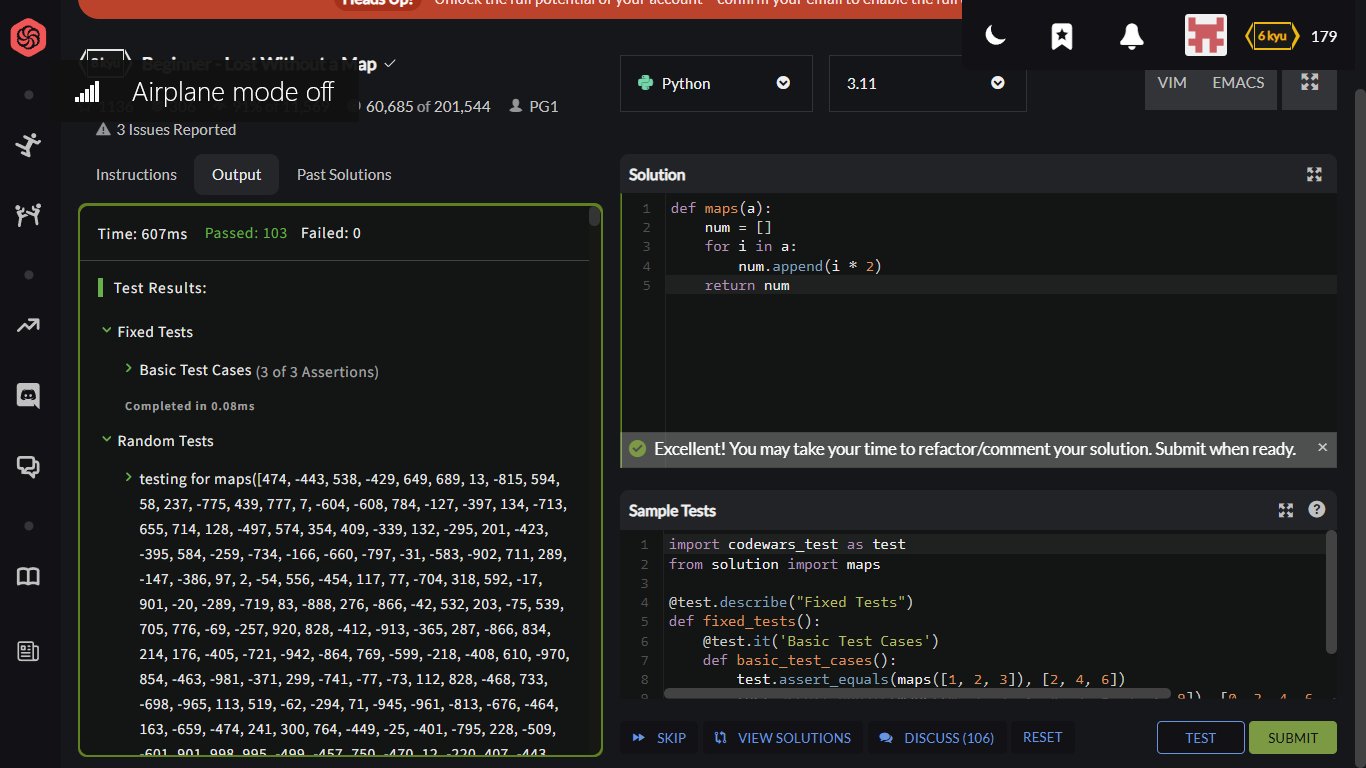 Heads Up! Unlock the full potential of your account - confirm your email to enable the full
6 kyu 179
Beginner - Lost Without a Map
Airplane mode off
60,685 of 201,544 PG1
3 Issues Reported
Python 3.11 VIM EMACS
Instructions Output Past Solutions
Time: 607ms Passed: 103 Failed: 0
Test Results:
Fixed Tests
Basic Test Cases (3 of 3 Assertions)
Completed in 0.08ms
Random Tests
testing for maps([474, -443, 538, -429, 649, 689, 13, -815, 594,
58, 237, -775, 439, 777, 7, -604, -608, 784, -127, -397, 134, -713,
655, 714, 128, -497, 574, 354, 409, -339, 132, -295, 201, -423,
-395, 584, -259, -734, -166, -660, -797, -31, -583, -902, 711, 289,
-147, -386, 97, 2, -54, 556, -454, 117, 77, -704, 318, 592, -17,
901, -20, -289, -719, 83, -888, 276, -866, -42, 532, 203, -75, 539,
705, 776, -69, -257, 920, 828, -412, -913, -365, 287, -866, 834,
214, 176, -405, -721, -942, -864, 769, -599, -218, -408, 610, -970,
854, -463, -981, -371, 299, -741, -77, -73, 112, 828, -468, 733,
-698, -965, 113, 519, -62, -294, 71, -945, -961, -813, -676, -464,
163, -659, -474, 241, 300, 764, -449, -25, -401, -795, 228, -509,
-601, 901, 998, 995, -499, -457, 750, -470, 12, -220, 407, -443,
Solution
1 def maps(a):
2 num = []
3 for i in a:
4 num.append(i * 2)
5 return num
Excellent! You may take your time to refactor/comment your solution. Submit when ready.
Sample Tests
1 import codewars_test as test
2 from solution import maps
3
4 @test.describe("Fixed Tests")
5 def fixed_tests():
6 @test.it('Basic Test Cases')
7 def basic_test_cases():
8 test.assert_equals(maps([1, 2, 3]), [2, 4, 6])
SKIP VIEW SOLUTIONS DISCUSS (106) RESET TEST SUBMIT